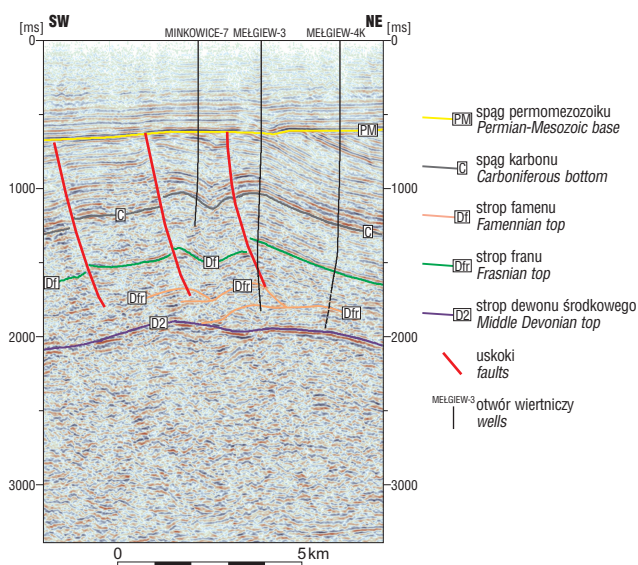 [ms] SW
NE [ms]
MINKOWICE-7 MEŁGIEW-3 MEŁGIEW-4K
0 0
PM
1000 1000
C C
Df Df Dfr
Dfr Dfr
D2
2000 2000
3000 3000
0 5 km
PM spąg permomezozoiku
Permian-Mesozoic base
C spąg karbonu
Carboniferous bottom
Df strop famenu
Famennian top
Dfr strop franu
Frasnian top
D2 strop dewonu środkowego
Middle Devonian top
uskoki
faults
MEŁGIEW-3 otwór wiertniczy
wells